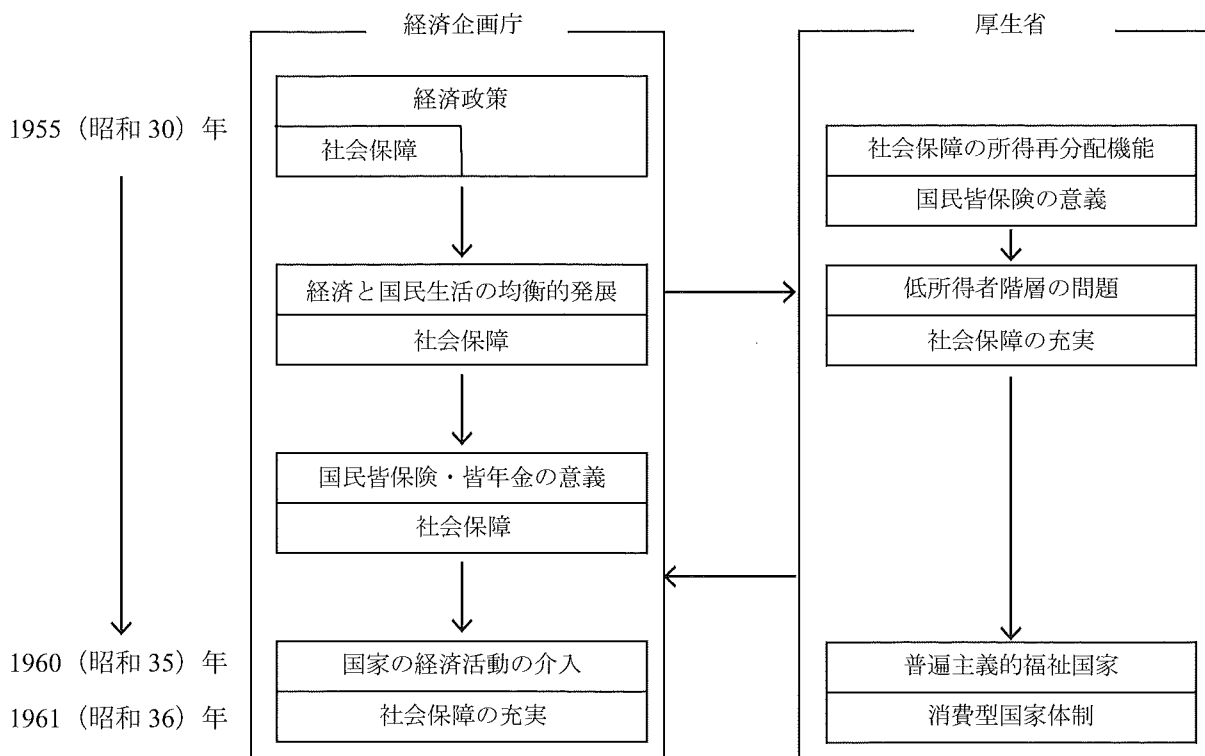 経済企画庁
厚生省
1955（昭和 30）年
経済政策
社会保障
社会保障の所得再分配機能
国民皆保険の意義
経済と国民生活の均衡的発展
社会保障
低所得者階層の問題
社会保障の充実
国民皆保険・皆年金の意義
社会保障
1960（昭和 35）年
国家の経済活動の介入
普遍主義的福祉国家
1961（昭和 36）年
社会保障の充実
消費型国家体制